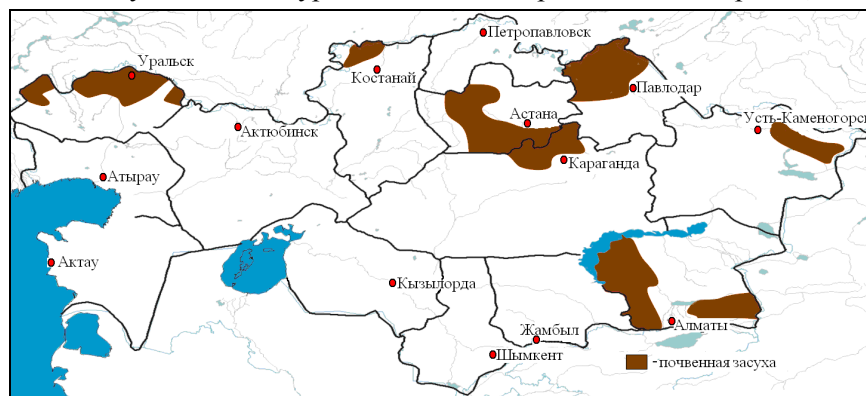 Петропавловск
Уральск
Костанай
Павлодар
Астана
Усть-Каменогорск
Актюбинск
Караганда
Атырау
Актау
Кызылорда
Жамбыл
Алматы
Шымкент
-почвенная засуха